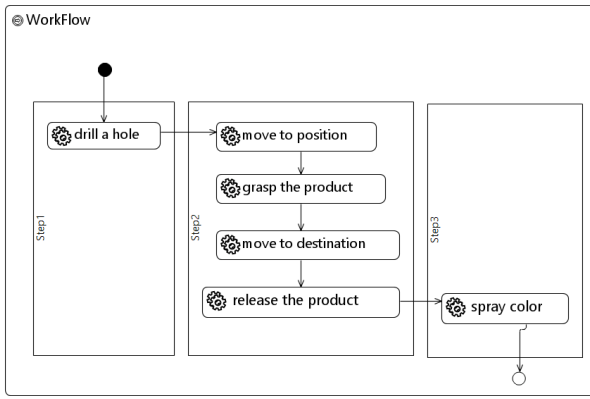 WorkFlow
drill a hole
Step1
move to position
grasp the product
move to destination
release the product
Step2
spray color
Step3